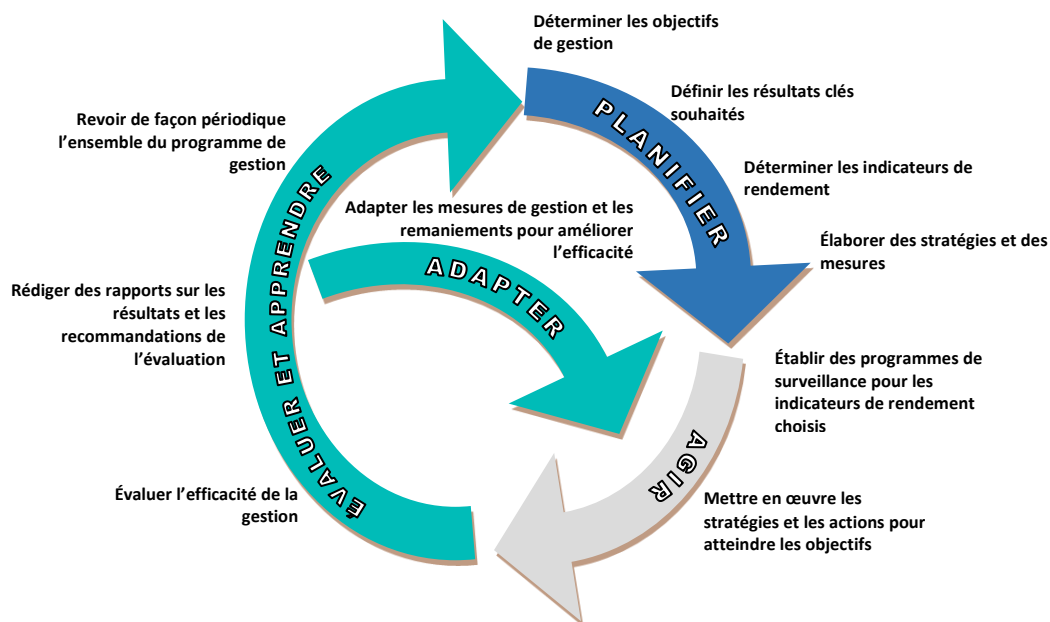 Déterminer les objectifs
de gestion
Définir les résultats clés
souhaités
PLANIFIER
Déterminer les indicateurs de
rendement
Élaborer des stratégies et des
mesures
Établir des programmes de
surveillance pour les
indicateurs de rendement
choisis
AGIR
Mettre en œuvre les
stratégies et les actions pour
atteindre les objectifs
Évaluer l’efficacité de la
gestion
ÉVALUER ET APPRENDRE
Rédiger des rapports sur les
résultats et les
recommandations de
l’évaluation
Revoir de façon périodique
l’ensemble du programme de
gestion
Adapter les mesures de gestion et les
remaniements pour améliorer
l’efficacité
ADAPTER